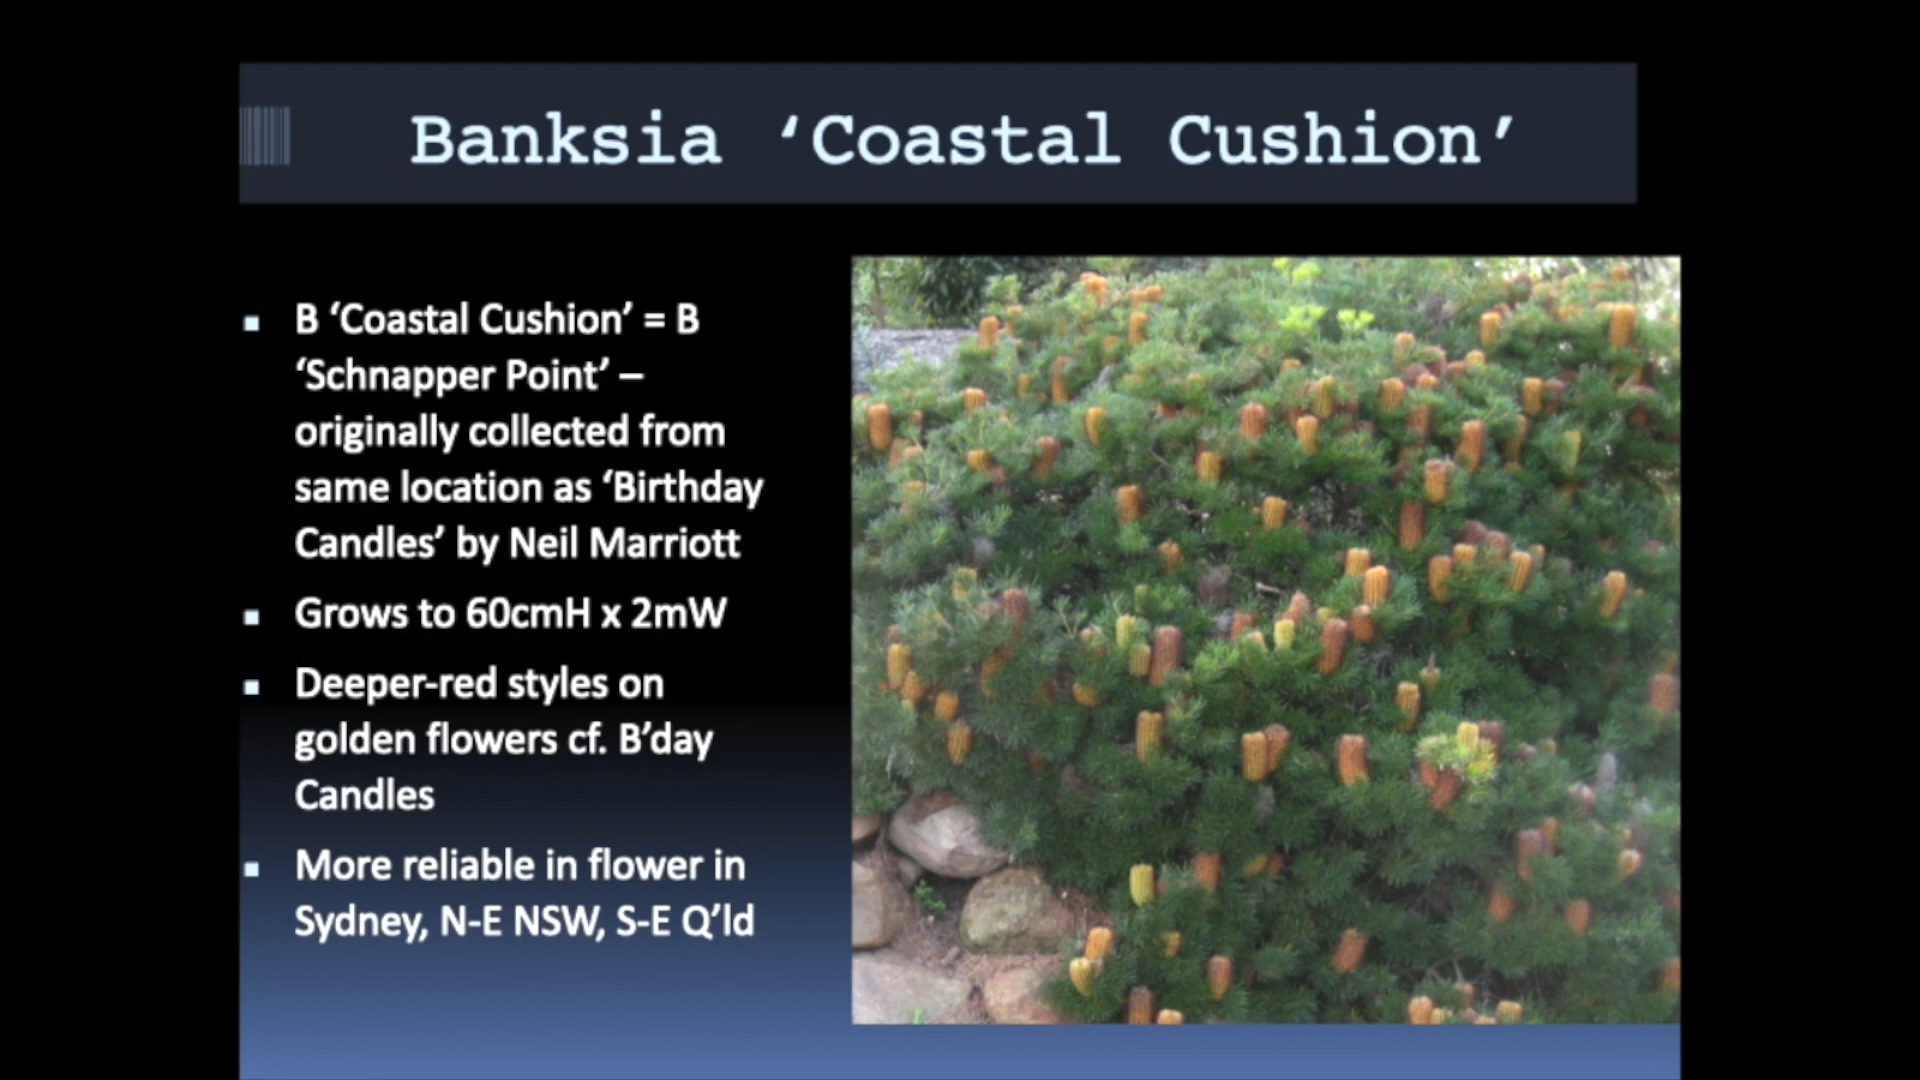 Banksia ‘Coastal Cushion’
B ‘Coastal Cushion’ = B
‘Schnapper Point’ –
originally collected from
same location as ‘Birthday
Candles’ by Neil Marriott
Grows to 60cmH x 2mW
Deeper-red styles on
golden flowers cf. B’day
Candles
More reliable in flower in
Sydney, N-E NSW, S-E Q’ld